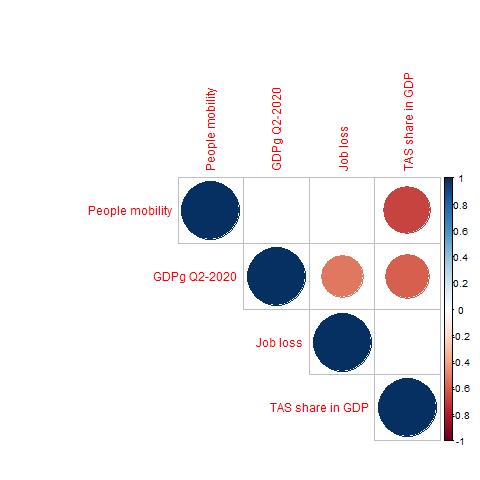 People mobility
GDPg Q2-2020
Job loss
TAS share in GDP
People mobility
GDPg Q2-2020
Job loss
TAS share in GDP
1
0.8
0.6
0.4
0.2
0
-0.2
-0.4
-0.6
-0.8
-1